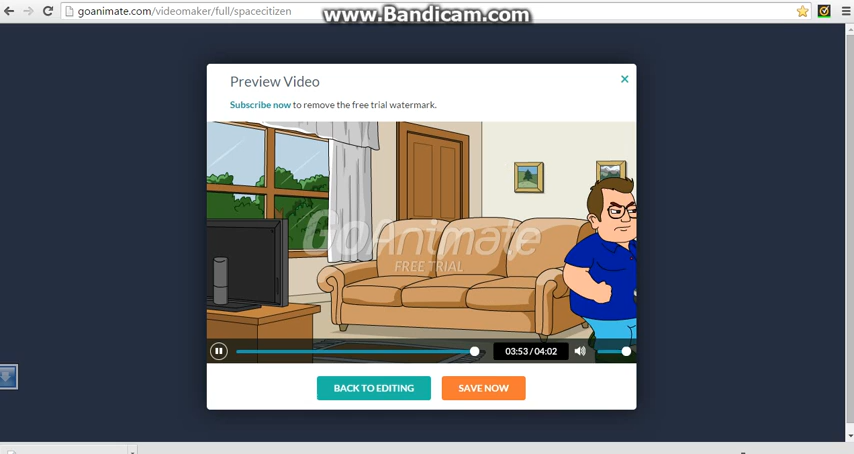 goanimate.com/videomaker/full/spacecitizen
www.Bandicam.com
Preview Video
Subscribe now to remove the free trial watermark.
GoAnimate
FREE TRIAL
03:53 / 04:02
BACK TO EDITING
SAVE NOW